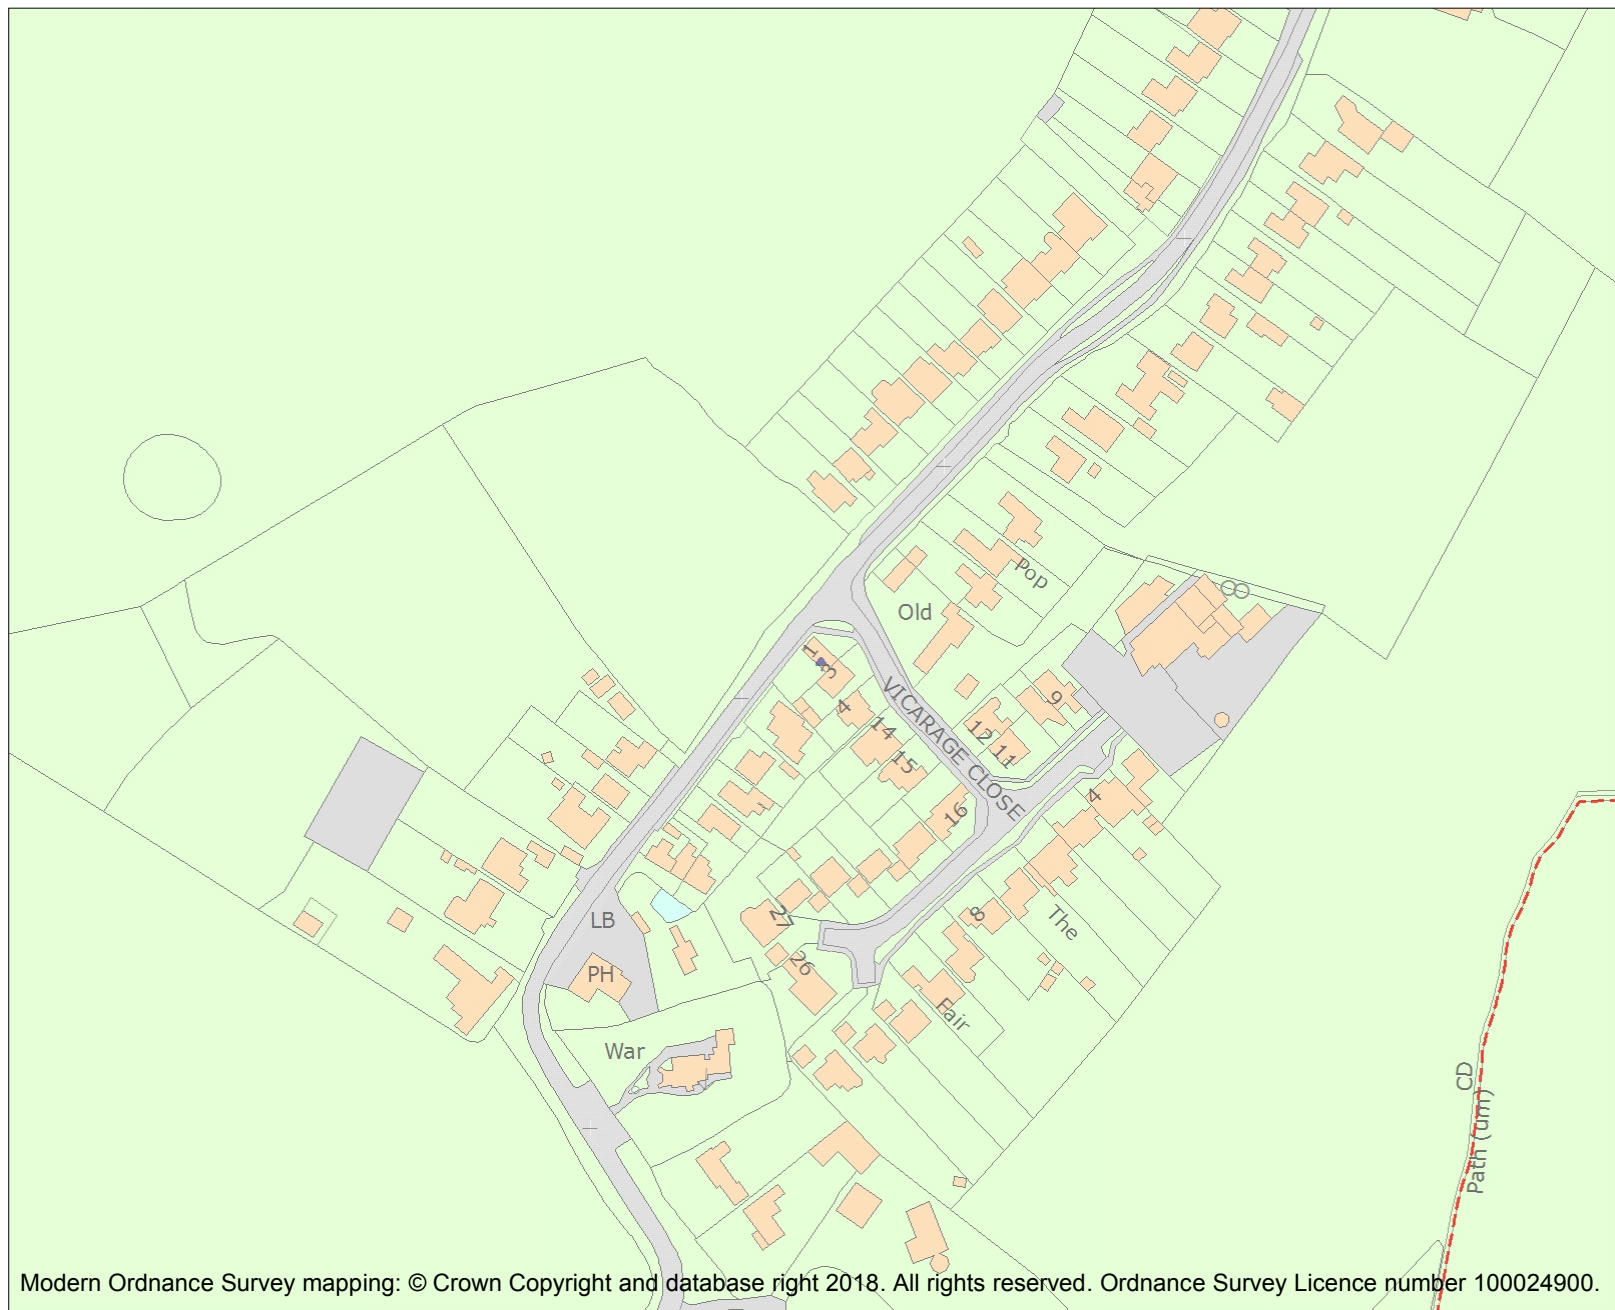 Pop
Old
1
3
9
4
VICARAGE CLOSE
14
12
11
15
4
16
27
8
The
LB
26
PH
Fair
War
CD
Path (um)
Modern Ordnance Survey mapping: © Crown Copyright and database right 2018. All rights reserved. Ordnance Survey Licence number 100024900.